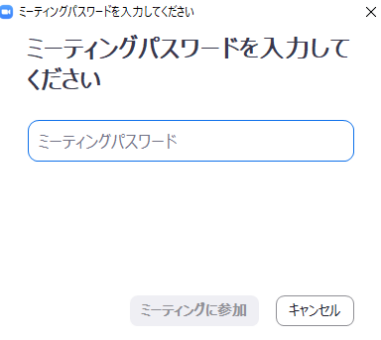 ミーティングパスワードを入力してください
ミーティングパスワードを入力して
ください
ミーティングパスワード
ミーティングに参加
キャンセル